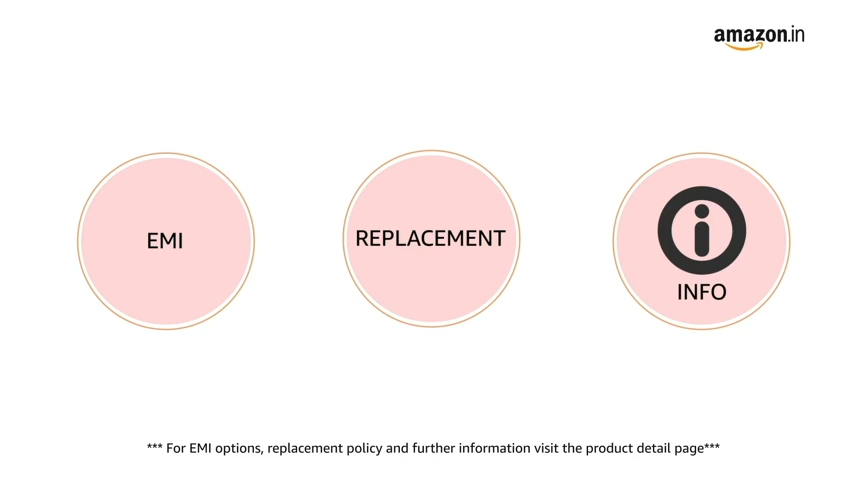 amazon.in
EMI
REPLACEMENT
INFO
*** For EMI options, replacement policy and further information visit the product detail page***